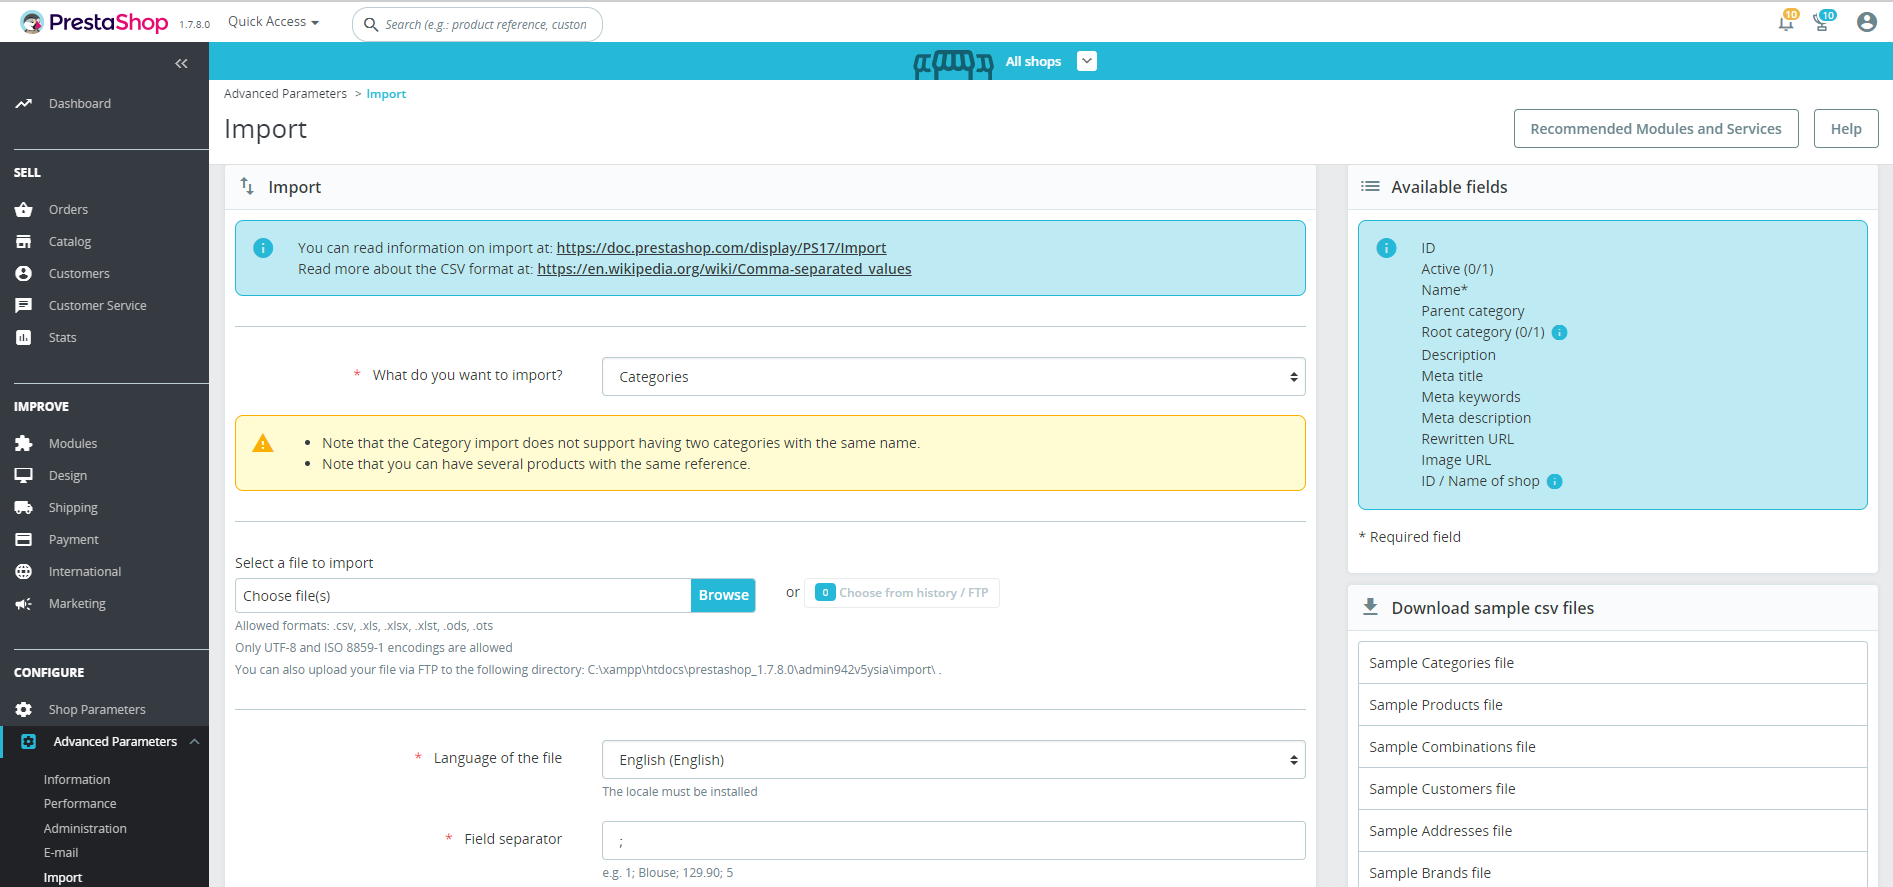 PrestaShop 1.7.8.0 Quick Access Search (e.g.: product reference, custon 10 10
All shops
Dashboard
SELL
Orders
Catalog
Customers
Customer Service
Stats
IMPROVE
Modules
Design
Shipping
Payment
International
Marketing
CONFIGURE
Shop Parameters
Advanced Parameters
Information
Performance
Administration
E-mail
Import
Advanced Parameters > Import
Import
Recommended Modules and Services Help
Import
You can read information on import at: https://doc.prestashop.com/display/PS17/Import
Read more about the CSV format at: https://en.wikipedia.org/wiki/Comma-separated_values
* What do you want to import? Categories
• Note that the Category import does not support having two categories with the same name.
• Note that you can have several products with the same reference.
Select a file to import
Choose file(s) Browse or 0 Choose from history / FTP
Allowed formats: .csv, .xls, .xlsx, .xlst, .ods, .ots
Only UTF-8 and ISO 8859-1 encodings are allowed
You can also upload your file via FTP to the following directory: C:\xampp\htdocs\prestashop_1.7.8.0\admin942v5ysia\import\ .
* Language of the file English (English)
The locale must be installed
* Field separator ;
e.g. 1; Blouse; 129.90; 5
Available fields
ID
Active (0/1)
Name*
Parent category
Root category (0/1)
Description
Meta title
Meta keywords
Meta description
Rewritten URL
Image URL
ID / Name of shop
* Required field
Download sample csv files
Sample Categories file
Sample Products file
Sample Combinations file
Sample Customers file
Sample Addresses file
Sample Brands file